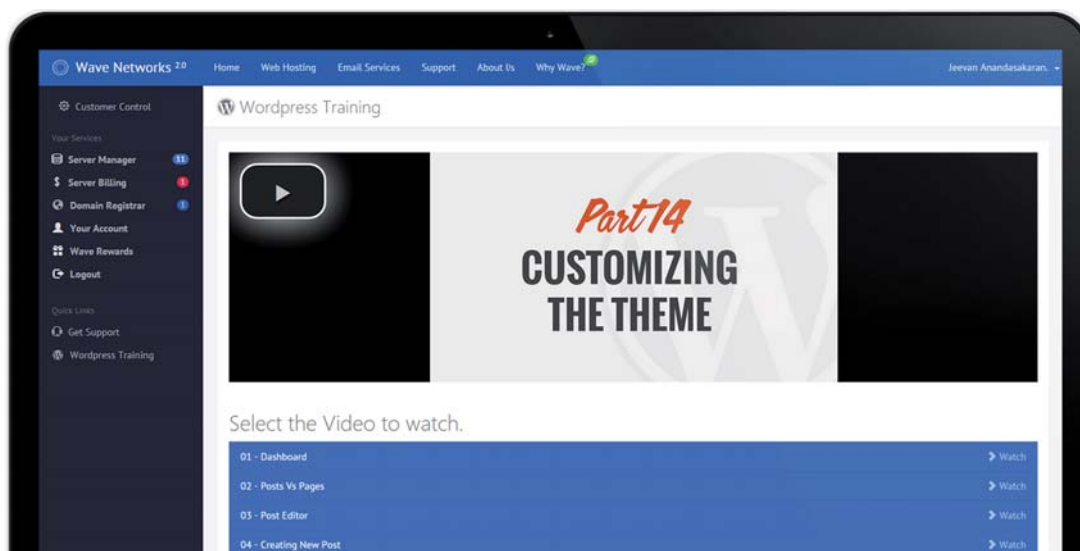 Wave Networks 2.0
Home Web Hosting Email Services Support About Us Why Wave?
Jeevan Anandasakaran.
Customer Control
Wordpress Training
Your Services
Server Manager 11
Server Billing 1
Domain Registrar 1
Your Account
Wave Rewards
Logout
Quick Links
Get Support
Wordpress Training
Part 14
CUSTOMIZING
THE THEME
Select the Video to watch.
01 - Dashboard Watch
02 - Posts Vs Pages Watch
03 - Post Editor Watch
04 - Creating New Post Watch